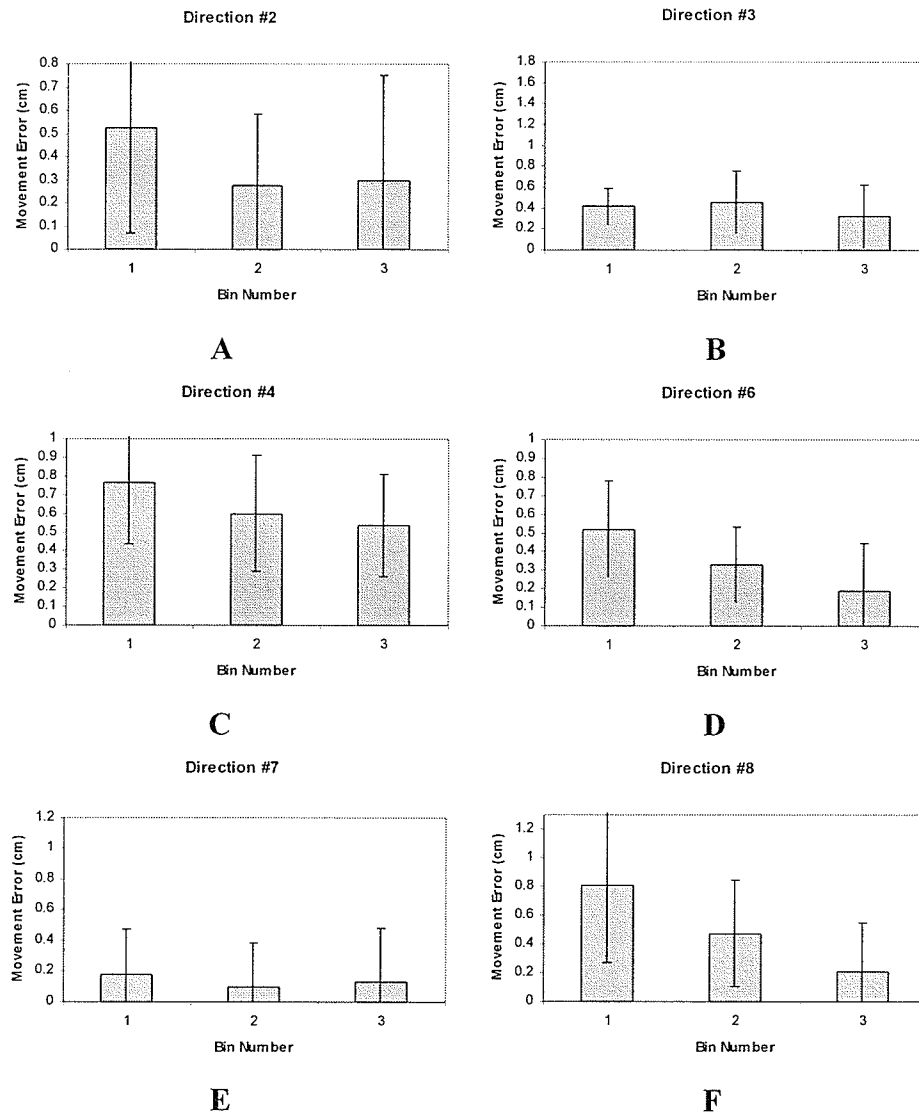 Direction #2
Movement Error (cm)
0.8
0.7
0.6
0.5
0.4
0.3
0.2
0.1
0
1 2 3
Bin Number
A
Direction #3
Movement Error (cm)
1.8
1.6
1.4
1.2
1
0.8
0.6
0.4
0.2
0
1 2 3
Bin Number
B
Direction #4
Movement Error (cm)
1
0.9
0.8
0.7
0.6
0.5
0.4
0.3
0.2
0.1
0
1 2 3
Bin Number
C
Direction #6
Movement Error (cm)
1
0.9
0.8
0.7
0.6
0.5
0.4
0.3
0.2
0.1
0
1 2 3
Bin Number
D
Direction #7
Movement Error (cm)
1.2
1
0.8
0.6
0.4
0.2
0
1 2 3
Bin Number
E
Direction #8
Movement Error (cm)
1.2
1
0.8
0.6
0.4
0.2
0
1 2 3
Bin Number
F